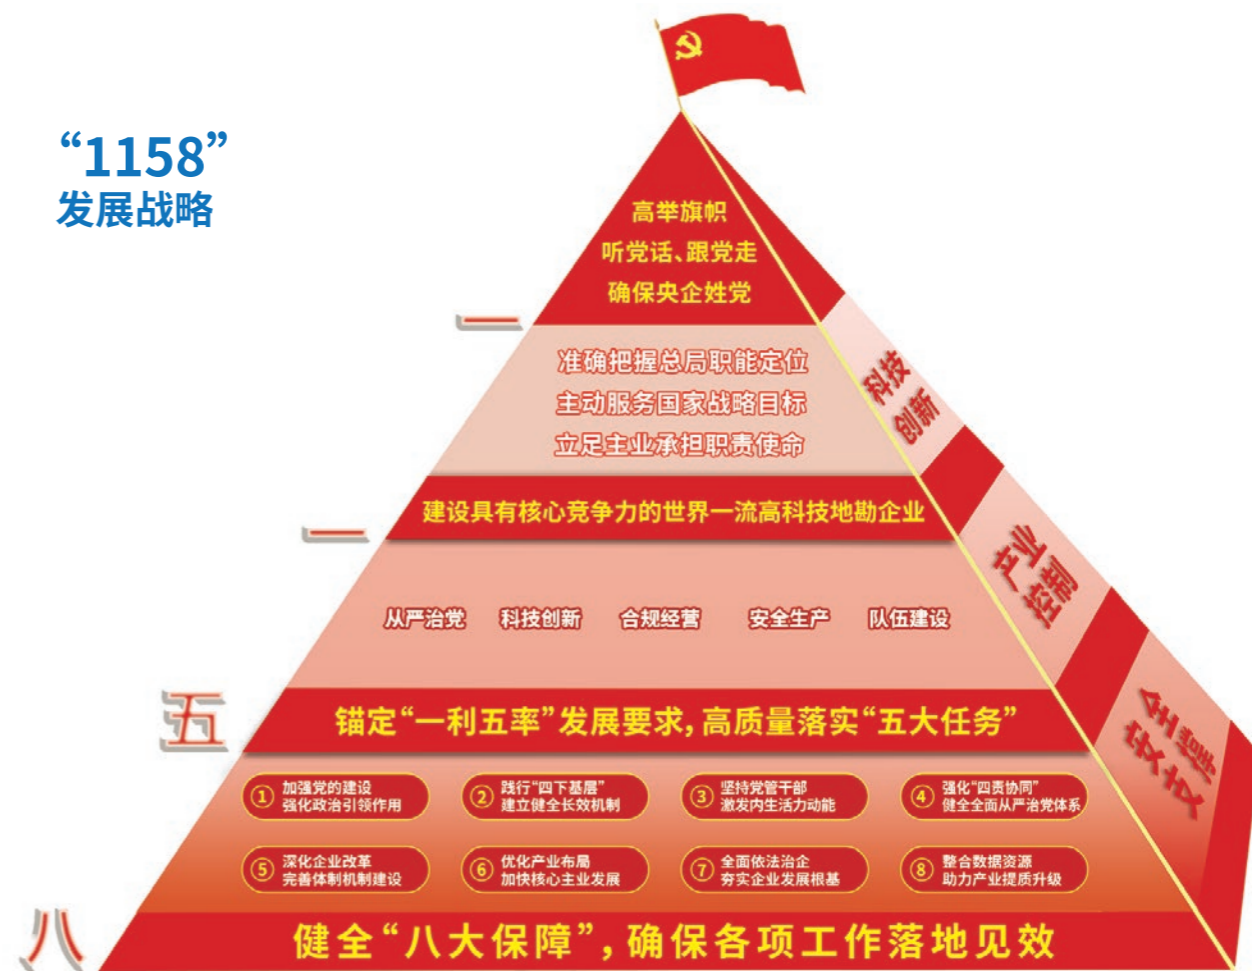 “1158”
发展战略
高举旗帜
听党话、跟党走
确保央企姓党
一
准确把握总局职能定位
主动服务国家战略目标
立足主业承担职责使命
科技
创新
建设具有核心竞争力的世界一流高科技地勘企业
一
产业
控制
从严治党 科技创新 合规经营 安全生产 队伍建设
五
锚定“一利五率”发展要求,高质量落实“五大任务”
安全
支撑
① 加强党的建设
强化政治引领作用
② 践行“四下基层”
建立健全长效机制
③ 坚持党管干部
激发内生活力动能
④ 强化“四责协同”
健全全面从严治党体系
⑤ 深化企业改革
完善体制机制建设
⑥ 优化产业布局
加快核心主业发展
⑦ 全面依法治企
夯实企业发展根基
⑧ 整合数据资源
助力产业提质升级
八
健全“八大保障”,确保各项工作落地见效